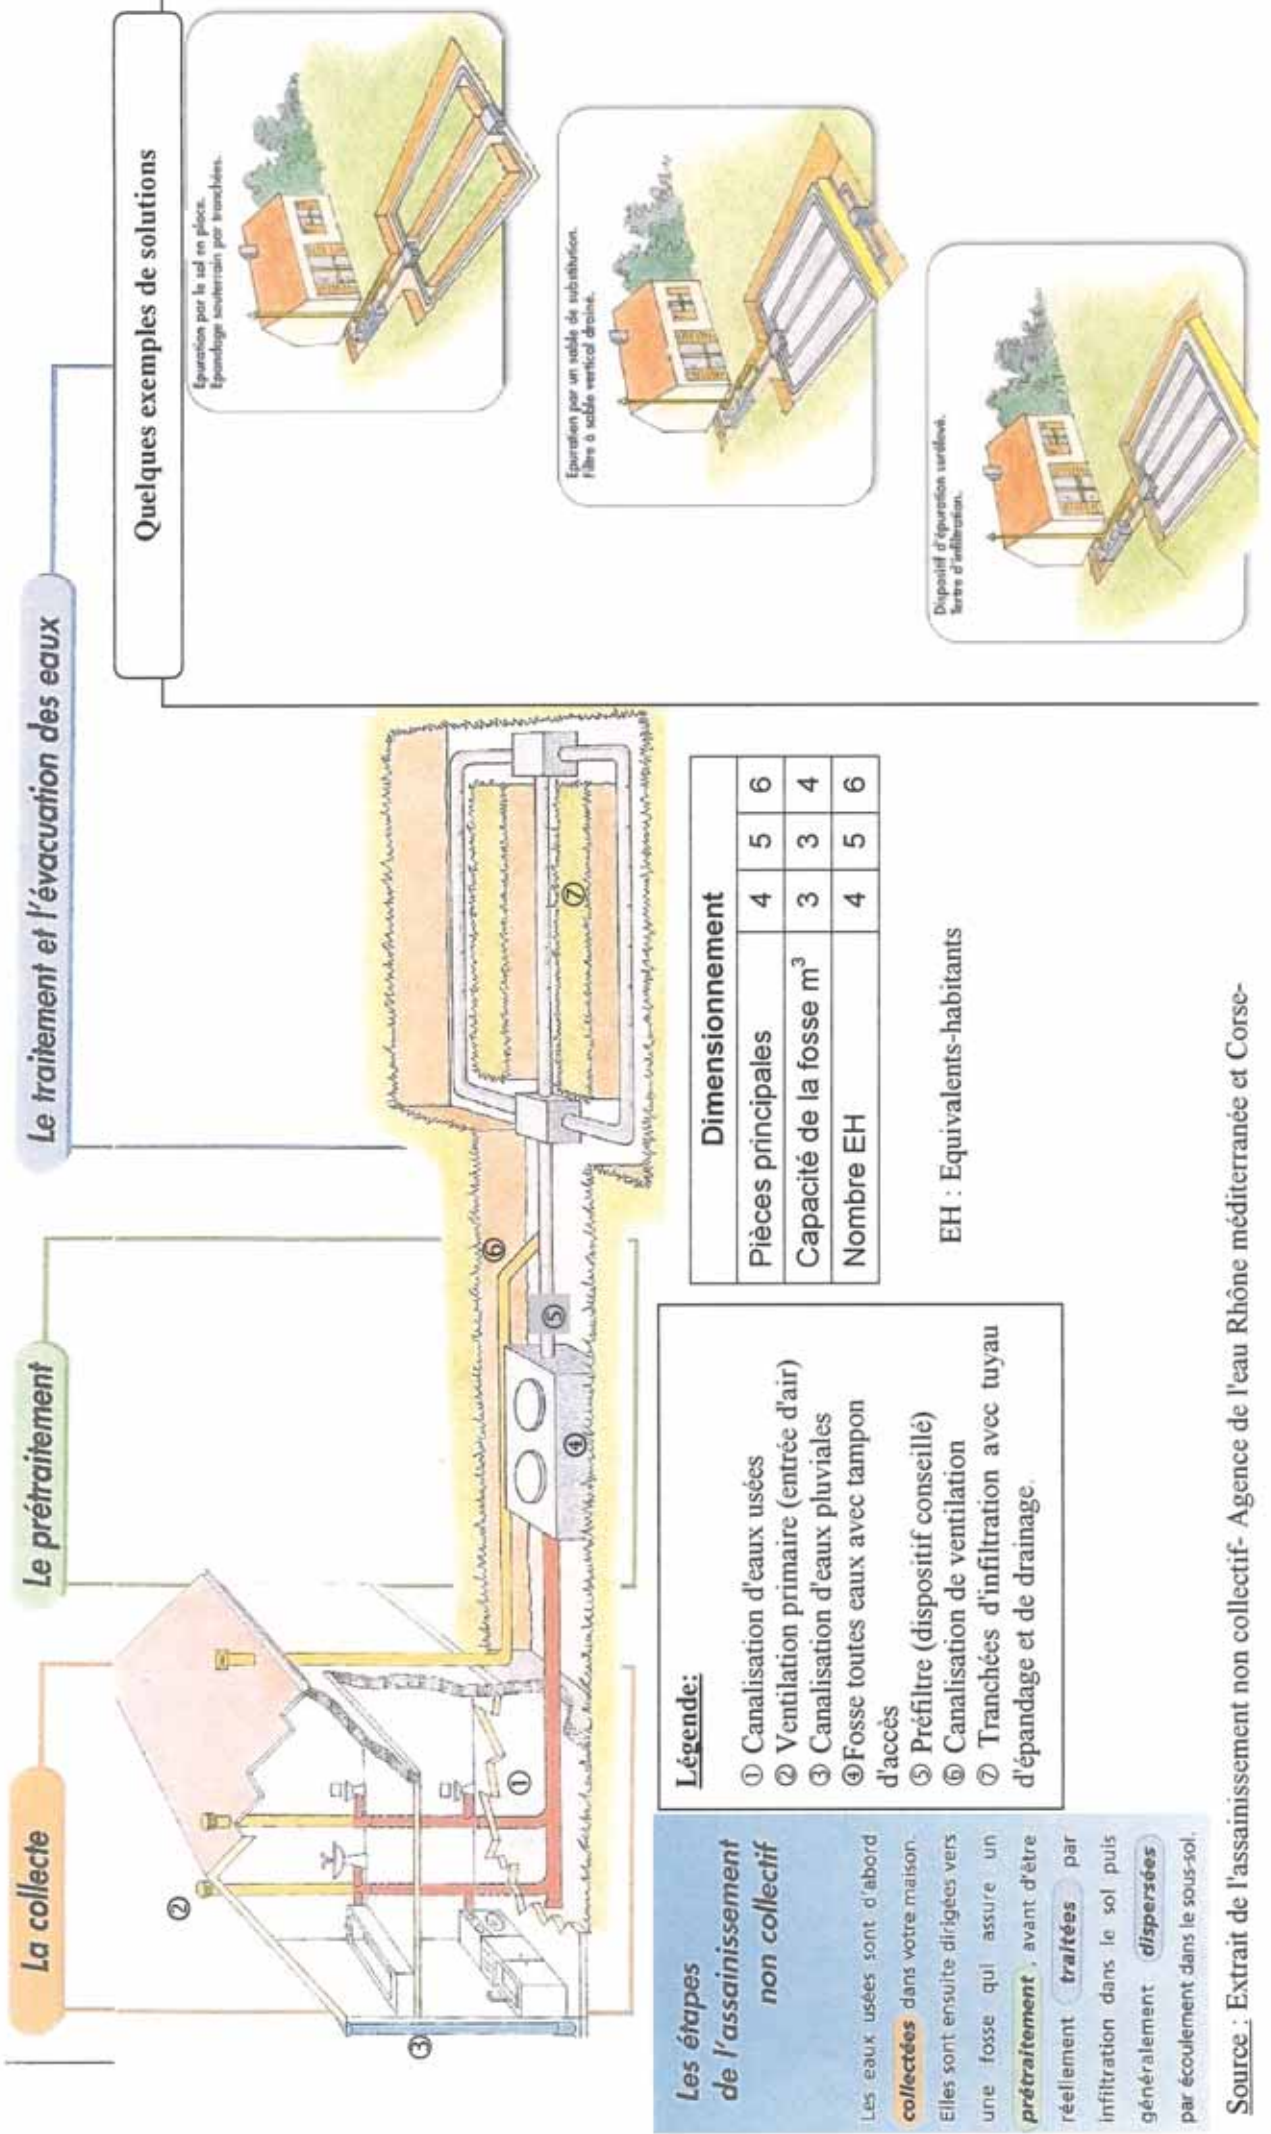 La collecte
Le prétraitement
Le traitement et l'évacuation des eaux
Quelques exemples de solutions
②
③
①
④
⑤
⑥
⑦
Epuration par le sol en place.
Epandage souterrain par tranchées.
Epuration par un sable de substitution.
Filtre à sable vertical drainé.
Dispositif d'épuration surélevé.
Tertre d'infiltration.
Les étapes
de l'assainissement
non collectif
Les eaux usées sont d'abord
collectées dans votre maison.
Elles sont ensuite dirigées vers
une fosse qui assure un
prétraitement, avant d'être
réellement traitées par
infiltration dans le sol puis
généralement dispersées
par écoulement dans le sous-sol.
Légende:
① Canalisation d'eaux usées
② Ventilation primaire (entrée d'air)
③ Canalisation d'eaux pluviales
④ Fosse toutes eaux avec tampon
d'accès
⑤ Préfiltre (dispositif conseillé)
⑥ Canalisation de ventilation
⑦ Tranchées d'infiltration avec tuyau
d'épandage et de drainage.
Dimensionnement
Pièces principales 4 5 6
Capacité de la fosse m³ 3 3 4
Nombre EH 4 5 6
EH : Equivalents-habitants
Source : Extrait de l'assainissement non collectif- Agence de l'eau Rhône méditerranée et Corse-